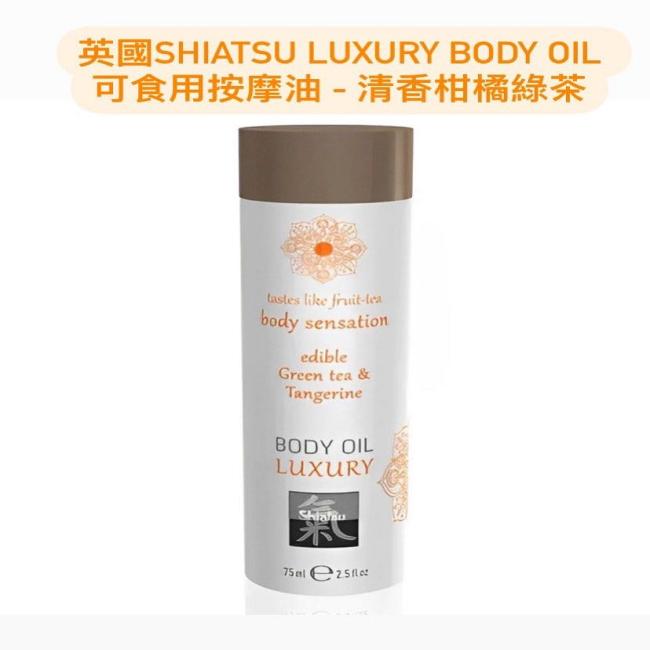 英國SHIATSU LUXURY BODY OIL
可食用按摩油 - 清香柑橘綠茶
tastes like fruit-tea
body sensation
edible
Green tea &
Tangerine
BODY OIL
LUXURY
Shiatsu
氣
75 ml ℮ 2.5 fl oz